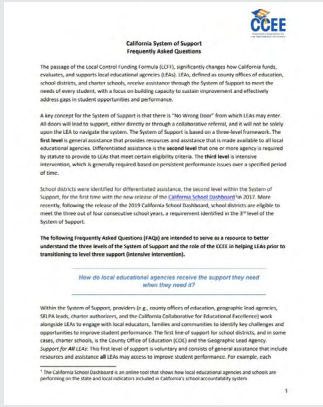 CCEE
California System of Support
Frequently Asked Questions
The passage of the Local Control Funding Formula (LCFF), significantly changes how California funds,
evaluates, and supports local educational agencies (LEAs). LEAs, defined as county offices of education,
school districts, and charter schools, receive assistance through the System of Support to meet the
needs of every student, with a focus on building capacity to sustain improvement and effectively
address gaps in student opportunities and performance.
A key concept for the System of Support is that there is "No Wrong Door" from which LEAs may enter.
All doors will lead to support, either directly or through a collaborative referral, and it will not be solely
upon the LEA to navigate the system. The System of Support is based on a three-level framework. The
first level is general assistance that provides resources and assistance that is made available to all local
educational agencies. Differentiated assistance is the second level that one or more agency is required
by statute to provide to LEAs that meet certain eligibility criteria. The third level is intensive
intervention, which is generally required based on persistent performance issues over a specified period
of time.
School districts were identified for differentiated assistance, the second level within the System of
Support, for the first time with the new release of the California School Dashboard¹ in 2017. More
recently, following the release of the 2019 California School Dashboard, school districts are eligible to
meet the three out of four consecutive school years, a requirement identified in the 3rd level of the
System of Support.
The following Frequently Asked Questions (FAQs) are intended to serve as a resource to better
understand the three levels of the System of Support and the role of the CCEE in helping LEAs prior to
transitioning to level three support (intensive intervention).
How do local educational agencies receive the support they need
when they need it?
Within the System of Support, providers (e.g., county offices of education, geographic lead agencies,
SELPA leads, charter authorizers, and the California Collaborative for Educational Excellence) work
alongside LEAs to engage with local educators, families and communities to identify key challenges and
opportunities to improve student performance. The first line of support for school districts, and in some
cases, charter schools, is the County Office of Education (COE) and the Geographic Lead Agency.
Support for All LEAs: This first level of support is voluntary and consists of general assistance that include
resources and assistance all LEAs may access to improve student performance. For example, each
¹ The California School Dashboard is an online tool that shows how local educational agencies and schools are
performing on the state and local indicators included in California's school accountability system.
1